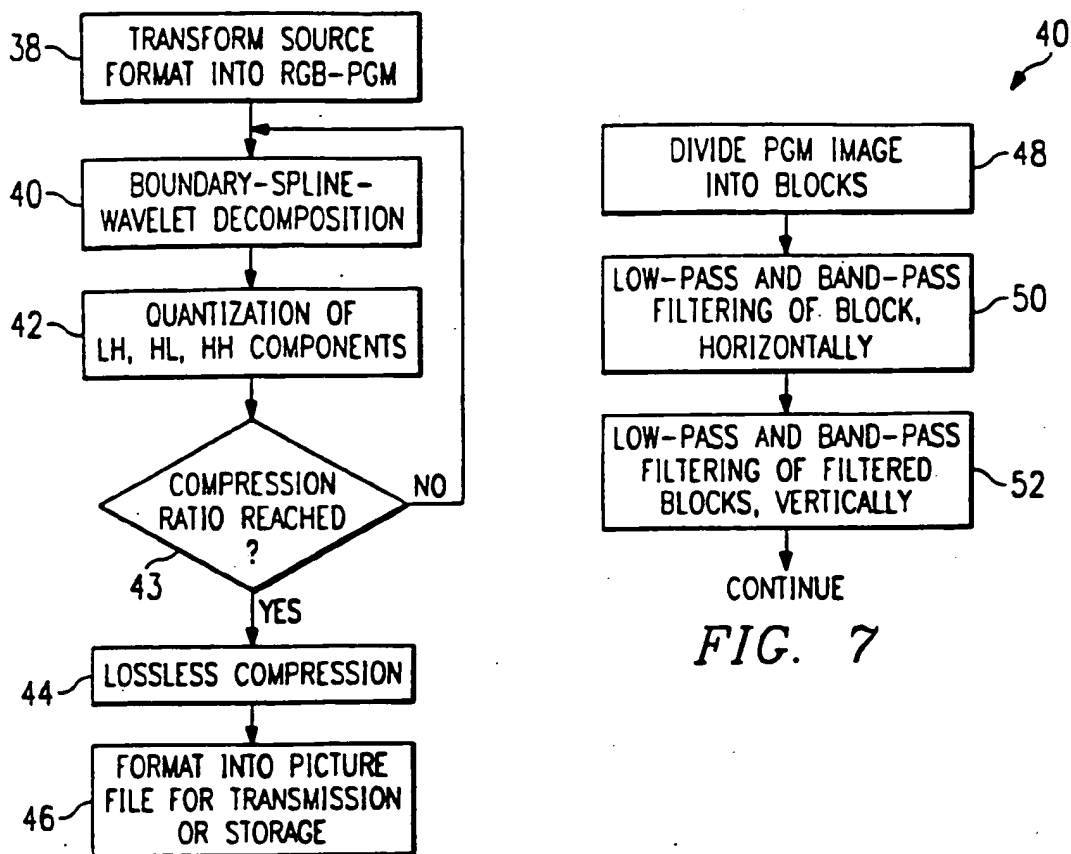 38
TRANSFORM SOURCE
FORMAT INTO RGB-PGM
40
BOUNDARY-SPLINE-
WAVELET DECOMPOSITION
42
QUANTIZATION OF
LH, HL, HH COMPONENTS
COMPRESSION
RATIO REACHED
?
NO
43
YES
44
LOSSLESS COMPRESSION
46
FORMAT INTO PICTURE
FILE FOR TRANSMISSION
OR STORAGE
40
DIVIDE PGM IMAGE
INTO BLOCKS
48
LOW-PASS AND BAND-PASS
FILTERING OF BLOCK,
HORIZONTALLY
50
LOW-PASS AND BAND-PASS
FILTERING OF FILTERED
BLOCKS, VERTICALLY
52
CONTINUE
FIG. 7